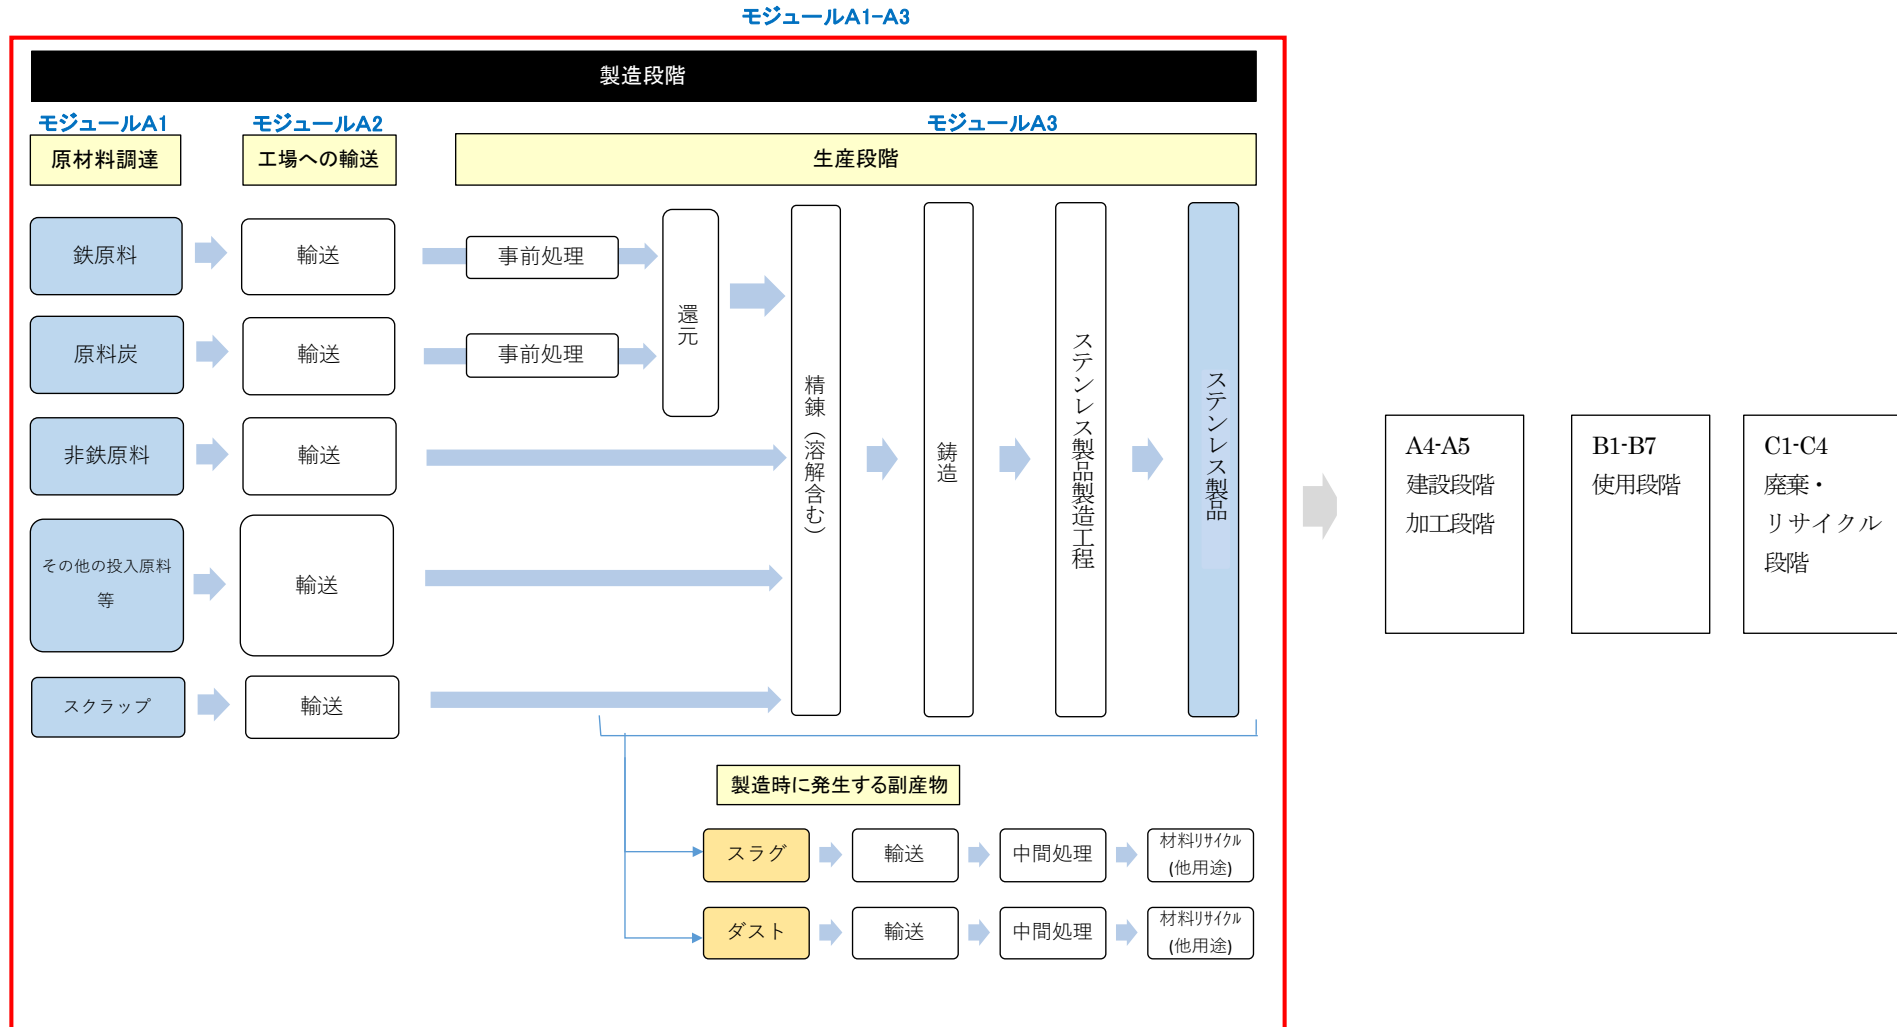 モジュールA1-A3
製造段階
モジュールA1
モジュールA2
モジュールA3
原材料調達
工場への輸送
生産段階
鉄原料
輸送
事前処理
原料炭
輸送
事前処理
還元
非鉄原料
輸送
その他の投入原料
等
輸送
スクラップ
輸送
精錬（溶解含む）
鋳造
ステンレス製品製造工程
ステンレス製品
製造時に発生する副産物
スラグ
輸送
中間処理
材料リサイクル
(他用途)
ダスト
輸送
中間処理
材料リサイクル
(他用途)
A4-A5
建設段階
加工段階
B1-B7
使用段階
C1-C4
廃棄・
リサイクル
段階